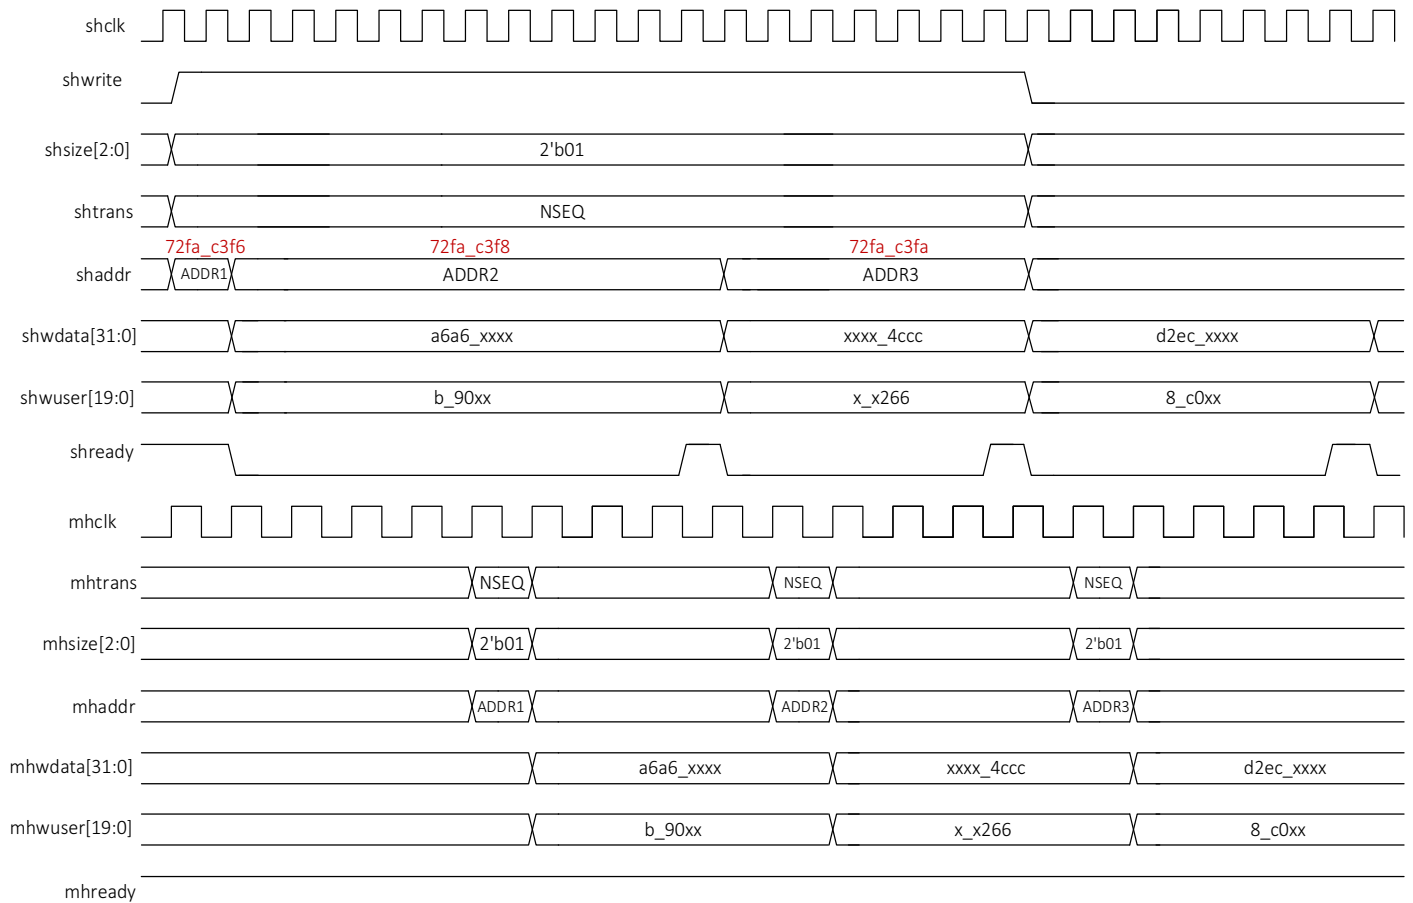 shclk
shwrite
shsize[2:0] 2'b01
shtrans NSEQ
72fa_c3f6 72fa_c3f8 72fa_c3fa
shaddr ADDR1 ADDR2 ADDR3
shwdata[31:0] a6a6_xxxx xxxx_4ccc d2ec_xxxx
shwuser[19:0] b_90xx x_x266 8_c0xx
shready
mhclk
mhtrans NSEQ NSEQ NSEQ
mhsize[2:0] 2'b01 2'b01 2'b01
mhaddr ADDR1 ADDR2 ADDR3
mhwdata[31:0] a6a6_xxxx xxxx_4ccc d2ec_xxxx
mhwuser[19:0] b_90xx x_x266 8_c0xx
mhready